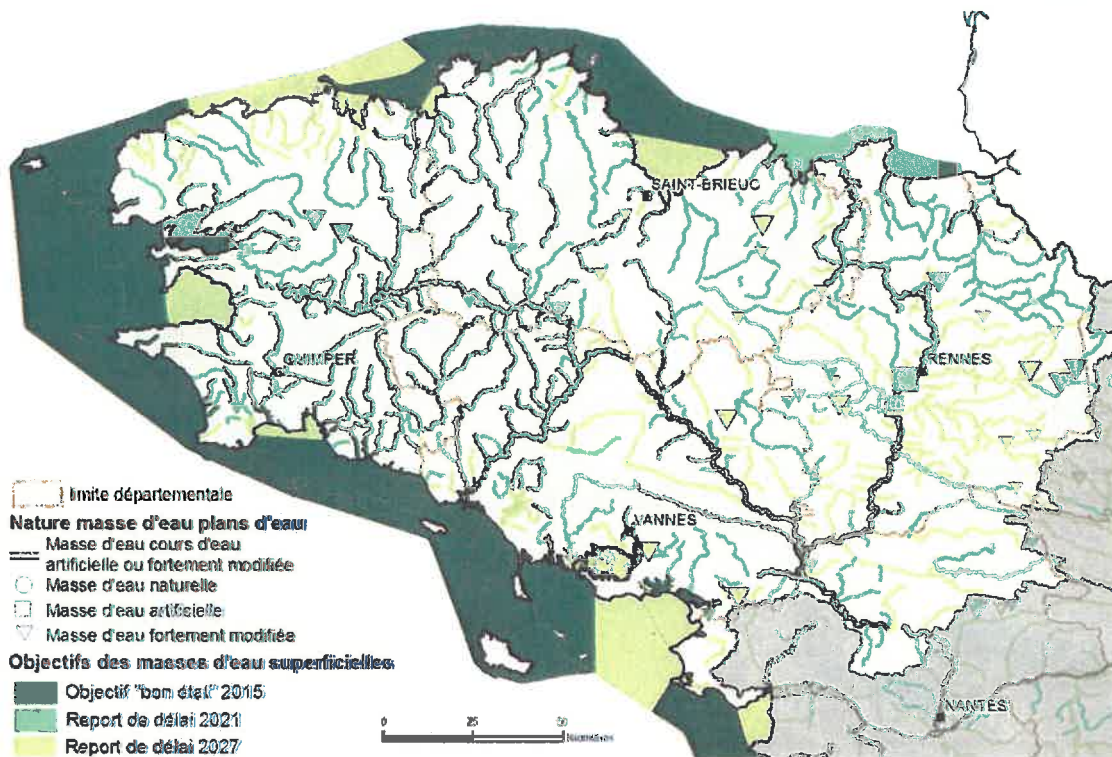 SAINT-BRIEUC
QUIMPER
RENNES
VANNES
NANTES
limite départementale
Nature masse d'eau plans d'eau
Masse d'eau cours d'eau
artificielle ou fortement modifiée
Masse d'eau naturelle
Masse d'eau artificielle
Masse d'eau fortement modifiée
Objectifs des masses d'eau superficielles
Objectif "bon état" 2015
Report de délai 2021
Report de délai 2027
0 25 50
Kilomètres